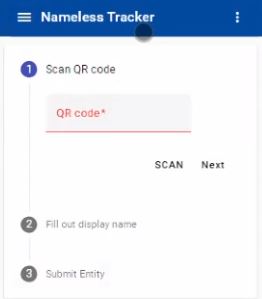 Nameless Tracker
1 Scan QR code
QR code*
SCAN Next
2 Fill out display name
3 Submit Entity